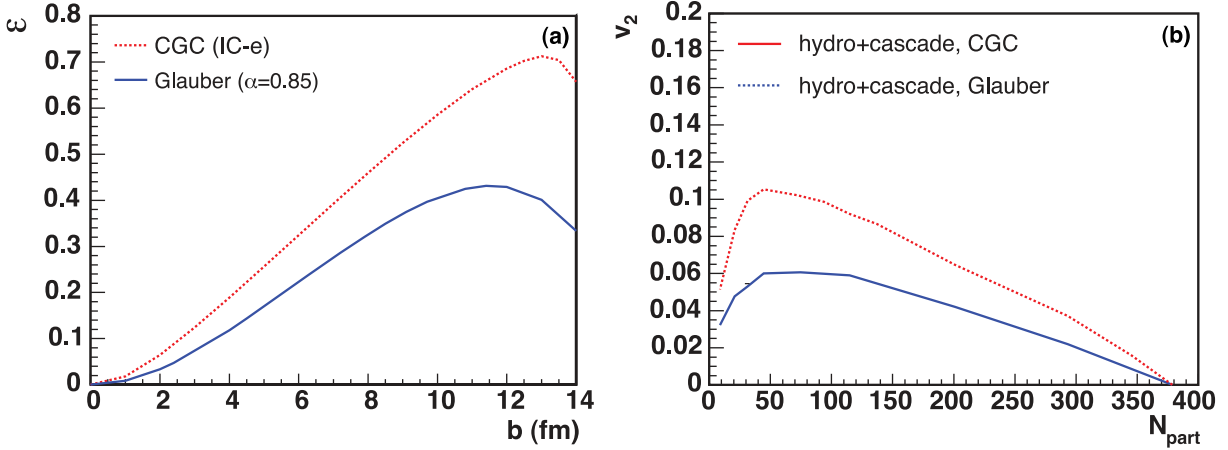 ε
0.8
0.7
0.6
0.5
0.4
0.3
0.2
0.1
0
(a)
CGC (IC-e)
Glauber (α=0.85)
0 2 4 6 8 10 12 14
b (fm)
v2
0.2
0.18
0.16
0.14
0.12
0.1
0.08
0.06
0.04
0.02
0
(b)
hydro+cascade, CGC
hydro+cascade, Glauber
0 50 100 150 200 250 300 350 400
Npart